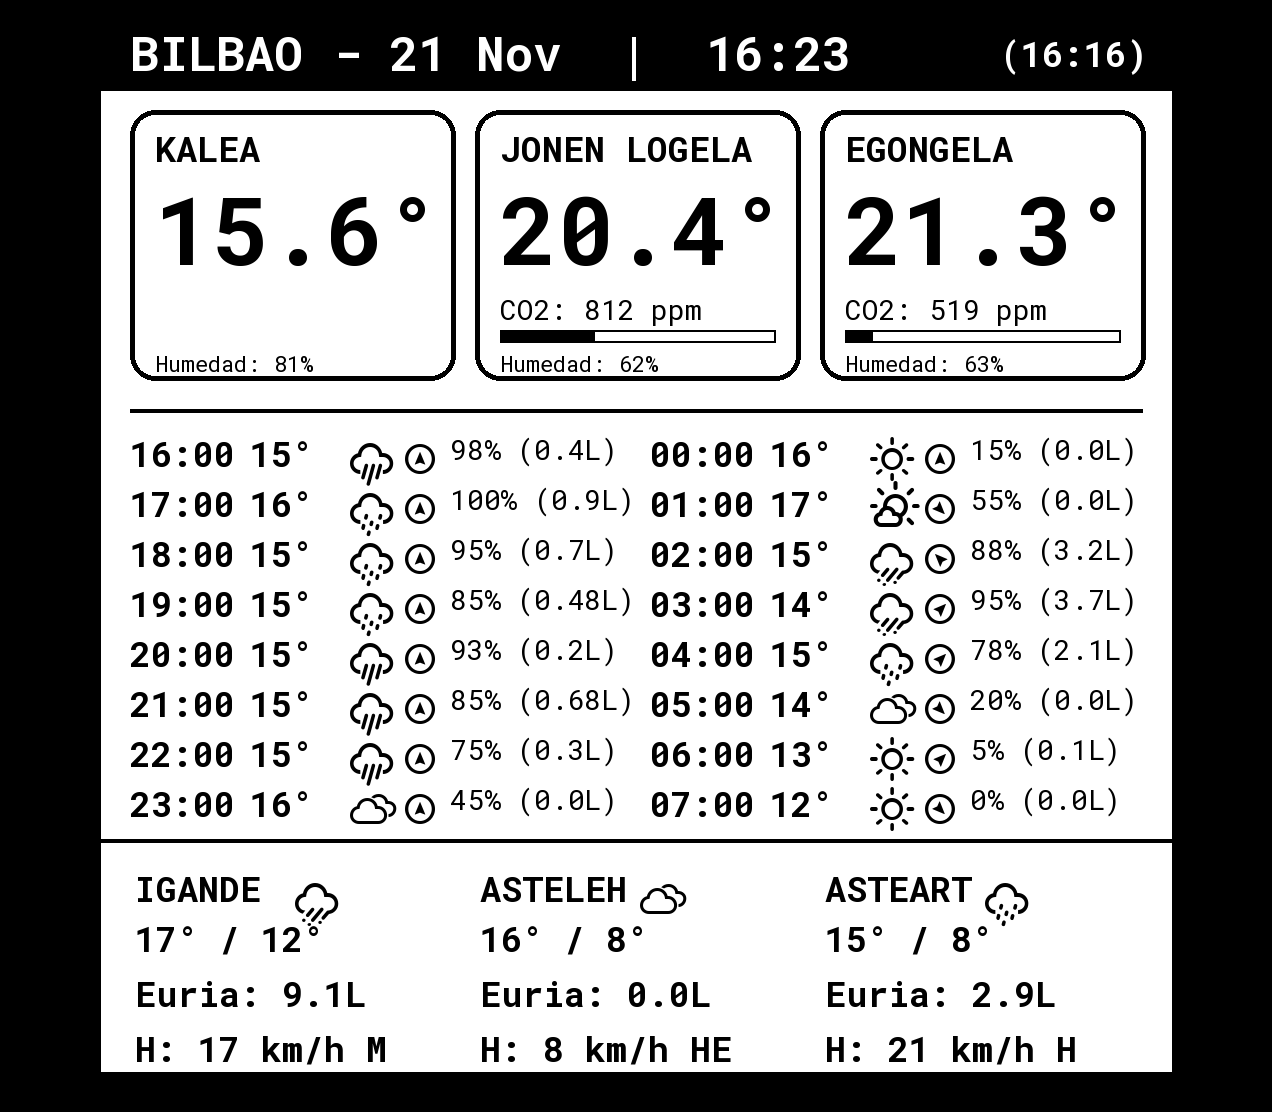 BILBAO - 21 Nov | 16:23 (16:16)
KALEA
15.6°
Humedad: 81%
JONEN LOGELA
20.4°
CO2: 812 ppm
Humedad: 62%
EGONGELA
21.3°
CO2: 519 ppm
Humedad: 63%
16:00 15° 98% (0.4L)
17:00 16° 100% (0.9L)
18:00 15° 95% (0.7L)
19:00 15° 85% (0.48L)
20:00 15° 93% (0.2L)
21:00 15° 85% (0.68L)
22:00 15° 75% (0.3L)
23:00 16° 45% (0.0L)
00:00 16° 15% (0.0L)
01:00 17° 55% (0.0L)
02:00 15° 88% (3.2L)
03:00 14° 95% (3.7L)
04:00 15° 78% (2.1L)
05:00 14° 20% (0.0L)
06:00 13° 5% (0.1L)
07:00 12° 0% (0.0L)
IGANDE
17° / 12°
Euria: 9.1L
H: 17 km/h M
ASTELEH
16° / 8°
Euria: 0.0L
H: 8 km/h HE
ASTEART
15° / 8°
Euria: 2.9L
H: 21 km/h H